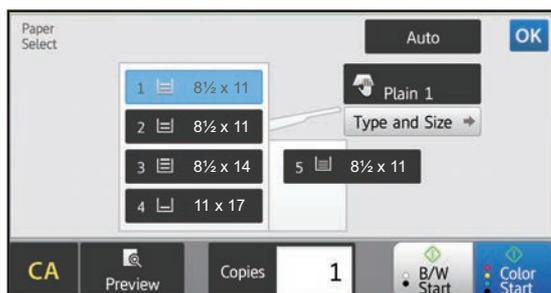 Paper
Select
Auto
OK
1 8½ x 11
Plain 1
2 8½ x 11
Type and Size
3 8½ x 14
5 8½ x 11
4 11 x 17
CA
Preview
Copies
1
B/W
Start
Color
Start